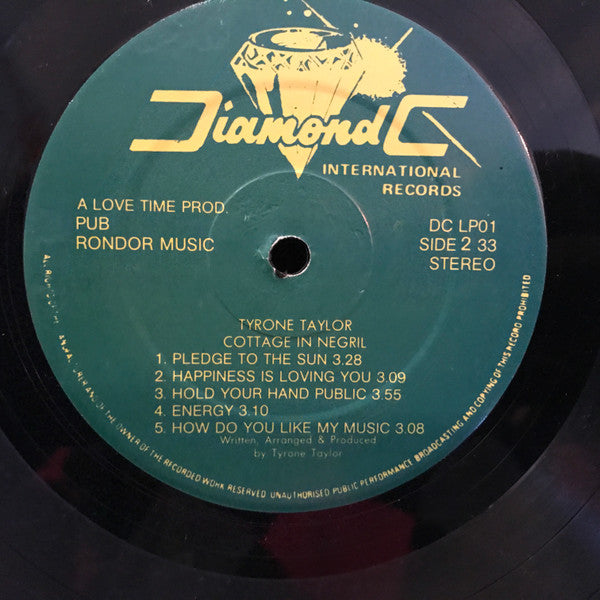 Diamond C
INTERNATIONAL
RECORDS
A LOVE TIME PROD.
PUB
RONDOR MUSIC
DC LP01
SIDE 2 33
STEREO
TYRONE TAYLOR
COTTAGE IN NEGRIL
1. PLEDGE TO THE SUN 3.28
2. HAPPINESS IS LOVING YOU 3.09
3. HOLD YOUR HAND PUBLIC 3.55
4. ENERGY 3.10
5. HOW DO YOU LIKE MY MUSIC 3.08
Written, Arranged & Produced
by Tyrone Taylor
OF THE OWNER OF THE RECORDED WORK RESERVED UNAUTHORISED PUBLIC PERFORMANCE BROADCASTING AND COPYING OF THIS RECORD PROHIBITED